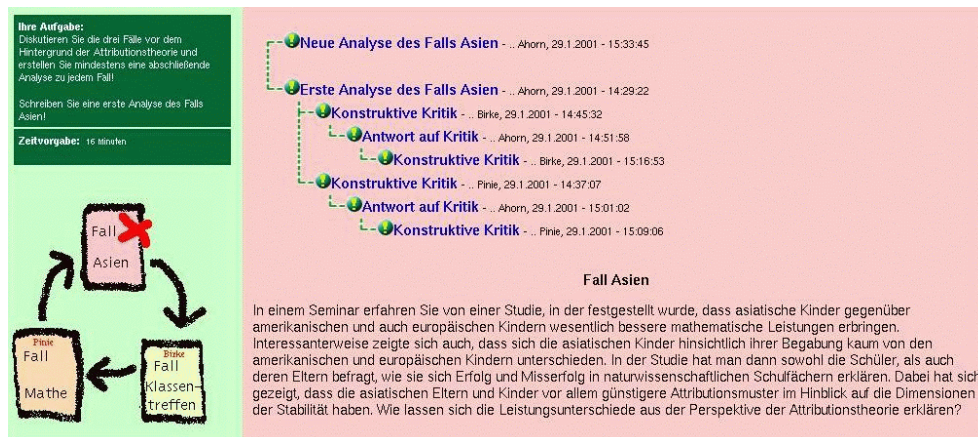 Ihre Aufgabe:
Diskutieren Sie die drei Fälle vor dem
Hintergrund der Attributionstheorie und
erstellen Sie mindestens eine abschließende
Analyse zu jedem Fall!
Schreiben Sie eine erste Analyse des Falls
Asien!
Zeitvorgabe: 16 Minuten
Fall
Asien
Pinie
Fall
Mathe
Birke
Fall
Klassen-
treffen
Neue Analyse des Falls Asien - .. Ahorn, 29.1.2001 - 15:33:45
Erste Analyse des Falls Asien - .. Ahorn, 29.1.2001 - 14:29:22
Konstruktive Kritik - .. Birke, 29.1.2001 - 14:45:32
Antwort auf Kritik - .. Ahorn, 29.1.2001 - 14:51:58
Konstruktive Kritik - .. Birke, 29.1.2001 - 15:16:53
Konstruktive Kritik - .. Pinie, 29.1.2001 - 14:37:07
Antwort auf Kritik - .. Ahorn, 29.1.2001 - 15:01:02
Konstruktive Kritik - .. Pinie, 29.1.2001 - 15:09:06
Fall Asien
In einem Seminar erfahren Sie von einer Studie, in der festgestellt wurde, dass asiatische Kinder gegenüber
amerikanischen und auch europäischen Kindern wesentlich bessere mathematische Leistungen erbringen.
Interessanterweise zeigte sich auch, dass sich die asiatischen Kinder hinsichtlich ihrer Begabung kaum von den
amerikanischen und europäischen Kindern unterschieden. In der Studie hat man dann sowohl die Schüler, als auch
deren Eltern befragt, wie sie sich Erfolg und Misserfolg in naturwissenschaftlichen Schulfächern erklären. Dabei hat sich
gezeigt, dass die asiatischen Eltern und Kinder vor allem günstigere Attributionsmuster im Hinblick auf die Dimensionen
der Stabilität haben. Wie lassen sich die Leistungsunterschiede aus der Perspektive der Attributionstheorie erklären?